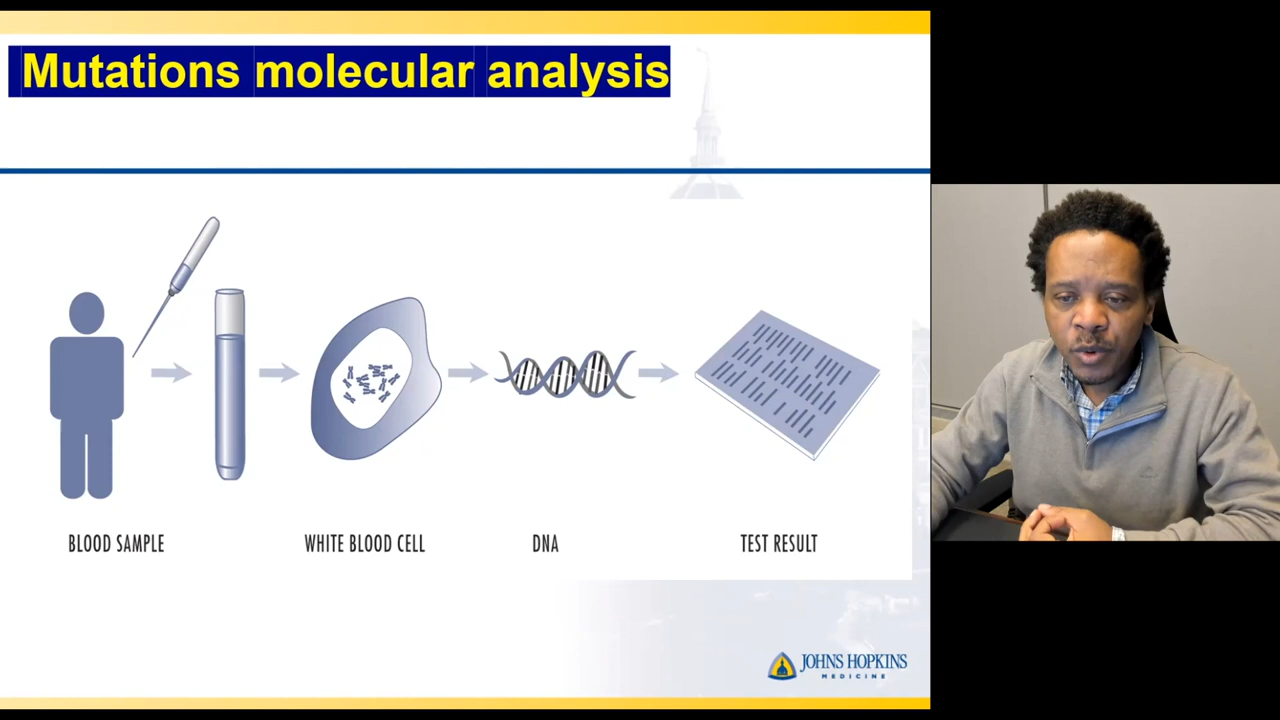 Mutations molecular analysis
BLOOD SAMPLE
WHITE BLOOD CELL
DNA
TEST RESULT
JOHNS HOPKINS
MEDICINE